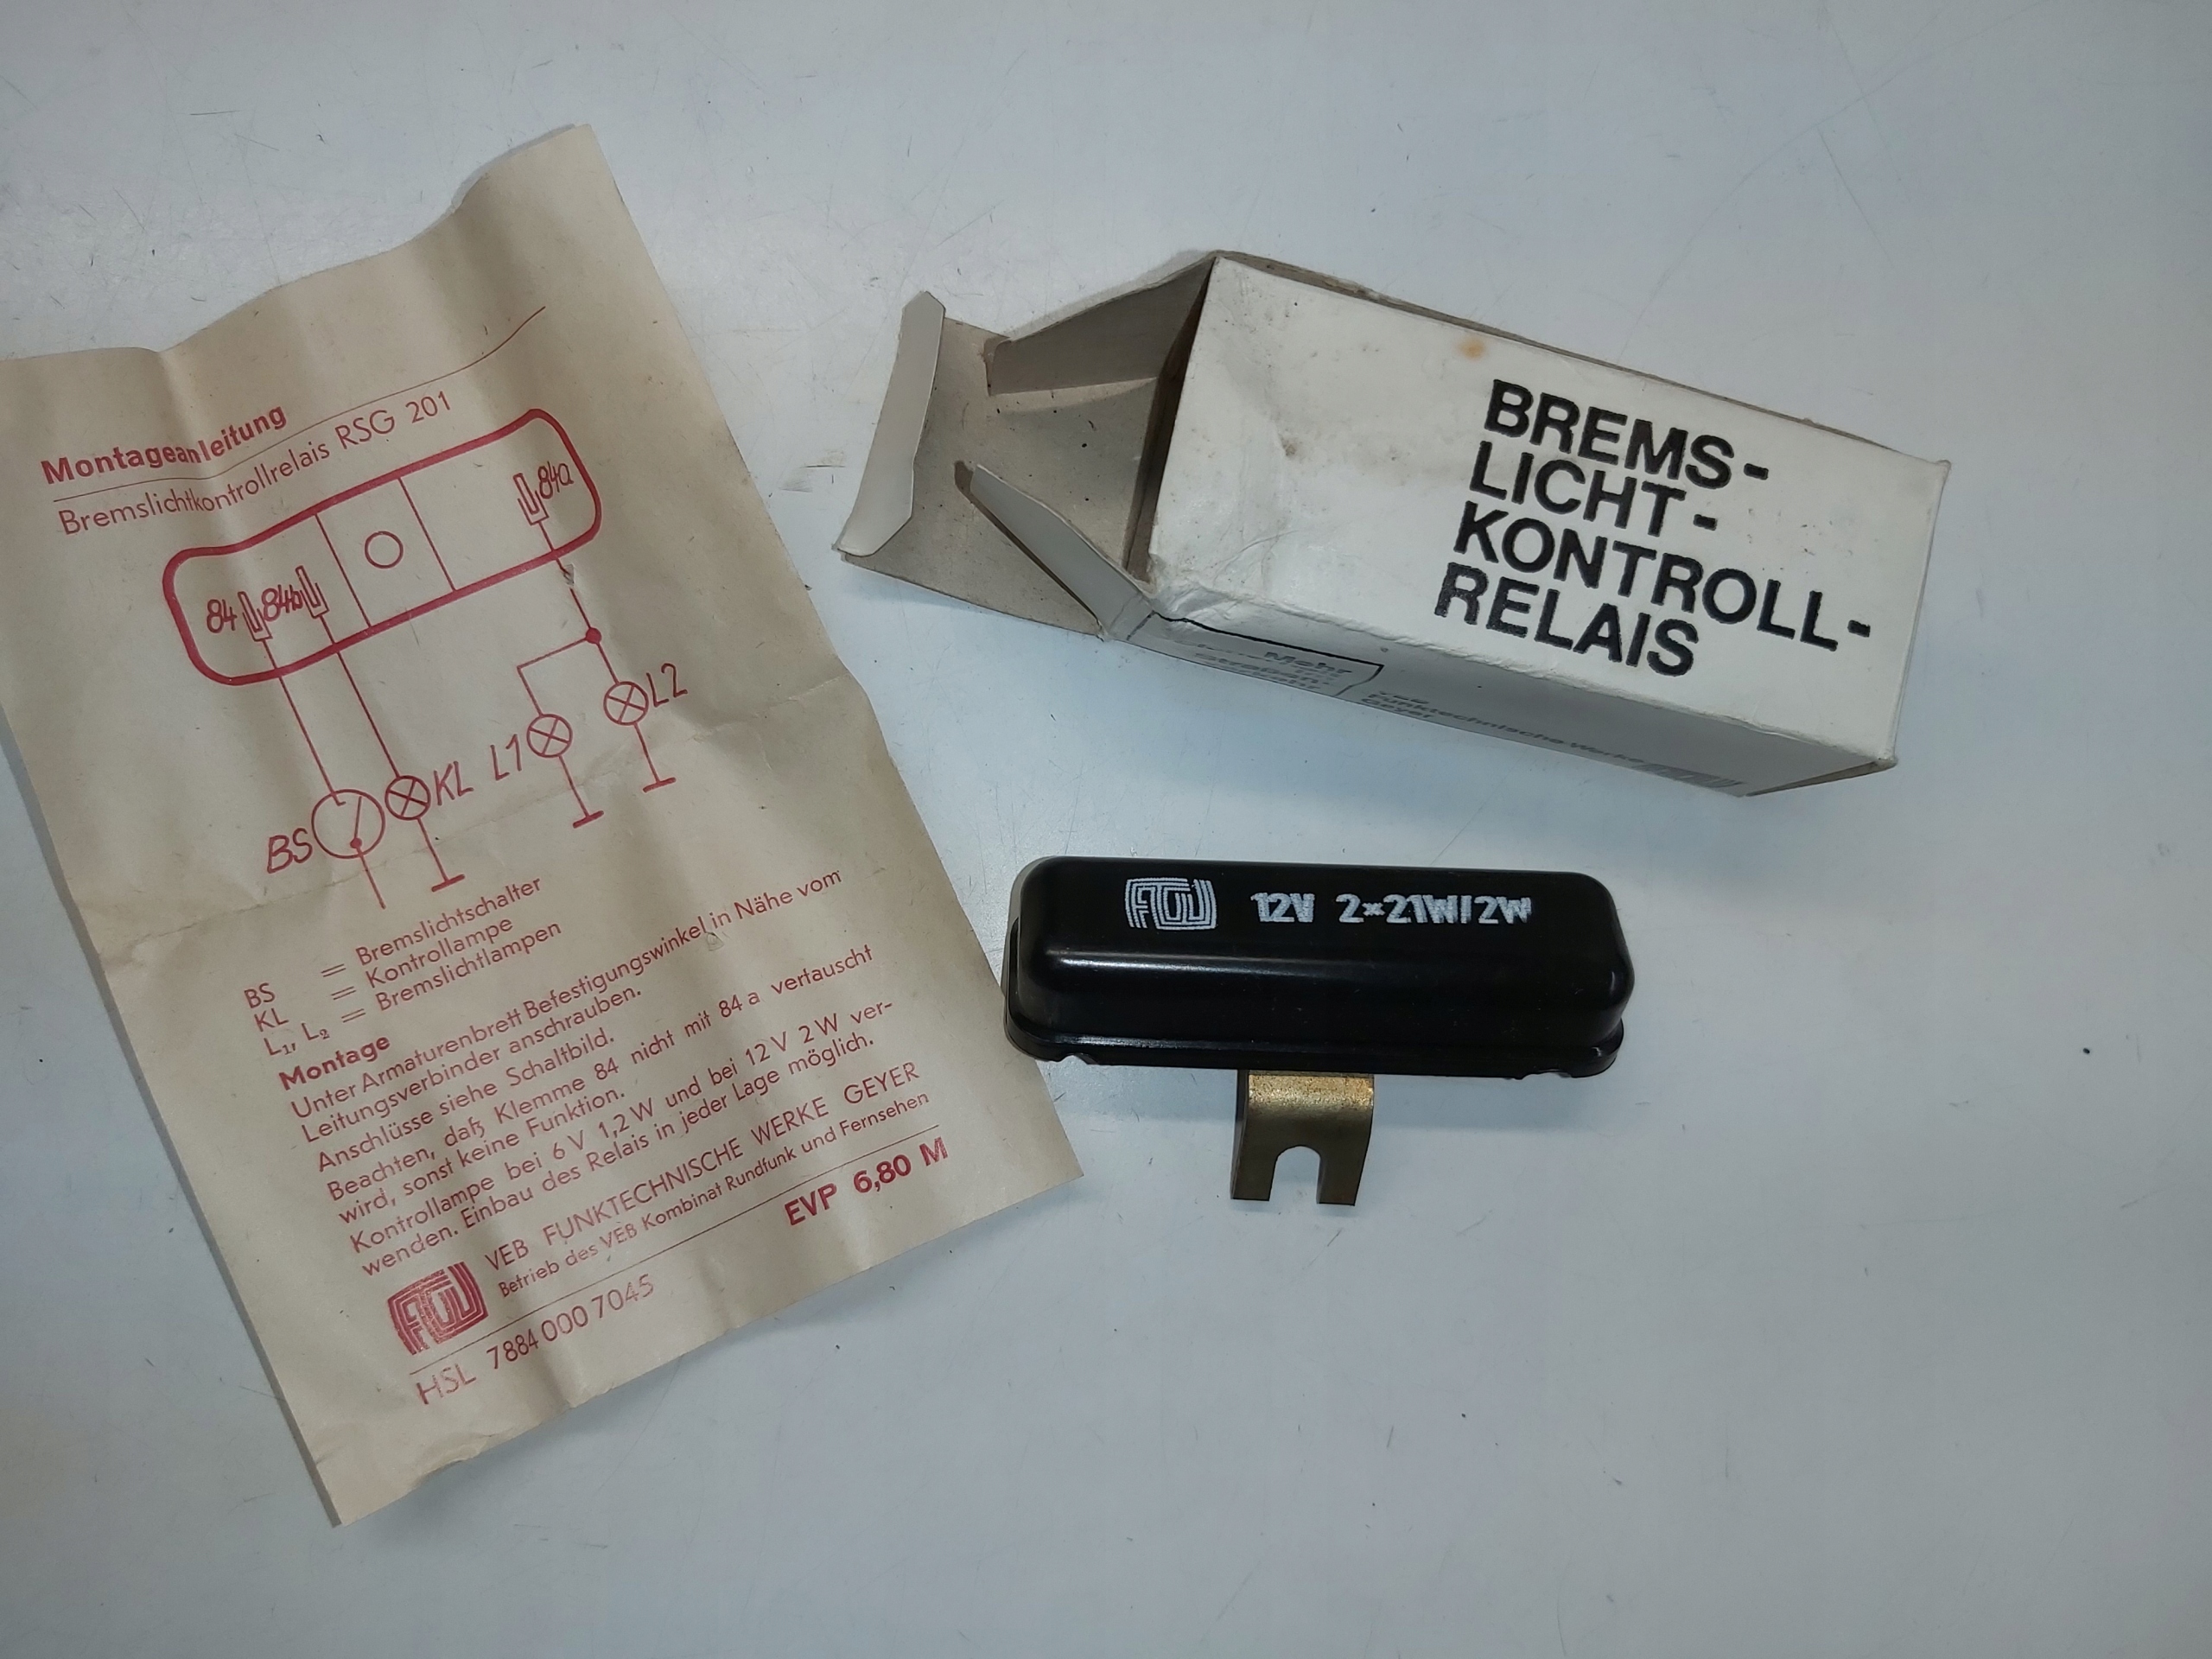 Montageanleitung
Bremslichtkontrollrelais RSG 201
84 84b 84a
L2
L1
KL
BS
BS = Bremslichtschalter
KL = Kontrollampe
L₁, L₂ = Bremslichtlampen
Montage
Unter Armaturenbrett Befestigungswinkel in Nähe vom
Leitungsverbinder anschrauben.
Anschlüsse siehe Schaltbild.
Beachten, daß Klemme 84 nicht mit 84 a vertauscht
wird, sonst keine Funktion.
Kontrollampe bei 6 V 1,2 W und bei 12 V 2 W ver-
wenden. Einbau des Relais in jeder Lage möglich.
VEB FUNKTECHNISCHE WERKE GEYER
Betrieb des VEB Kombinat Rundfunk und Fernsehen
EVP 6,80 M
HSL 7884 000 7045
BREMS-
LICHT-
KONTROLL-
RELAIS
Mehr
Funktechnische Werke
Geyer
12V 2×21W/2W